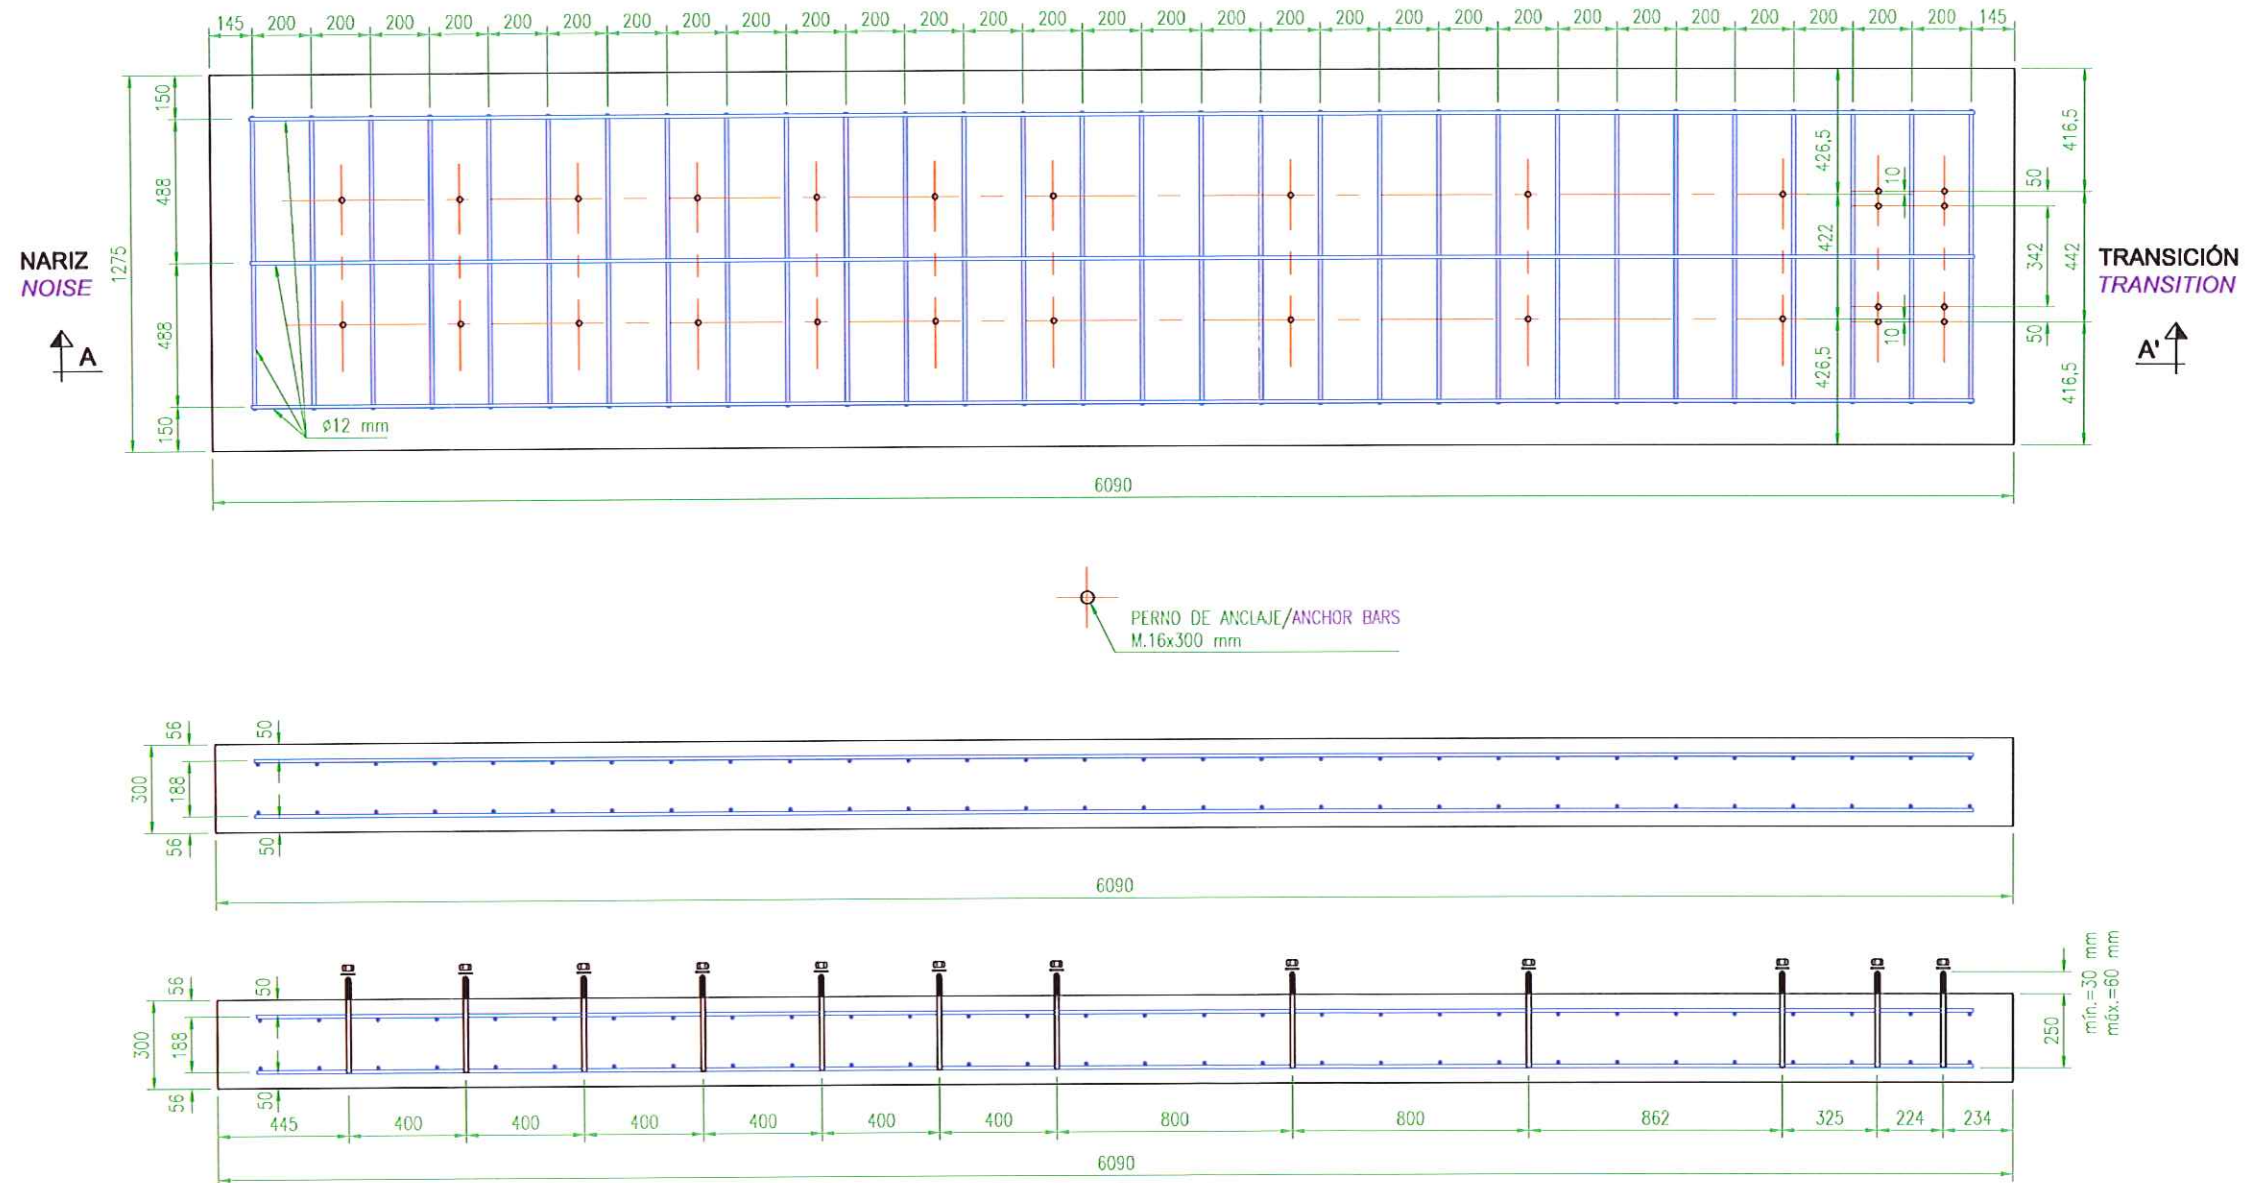 145 200 200 200 200 200 200 200 200 200 200 200 200 200 200 200 200 200 200 200 200 200 200 200 200 200 200 200 200 200 145
150
488
1275
488
150
NARIZ
NOISE
A
ø12 mm
426,5
422
426,5
10
10
416,5
50
342
442
50
416,5
TRANSICIÓN
TRANSITION
A'
6090
PERNO DE ANCLAJE/ANCHOR BARS
M.16x300 mm
56
50
300
188
56
50
6090
56
50
300
188
56
50
250
mín.=30 mm
máx.=60 mm
445 400 400 400 400 400 400 800 800 862 325 224 234
6090